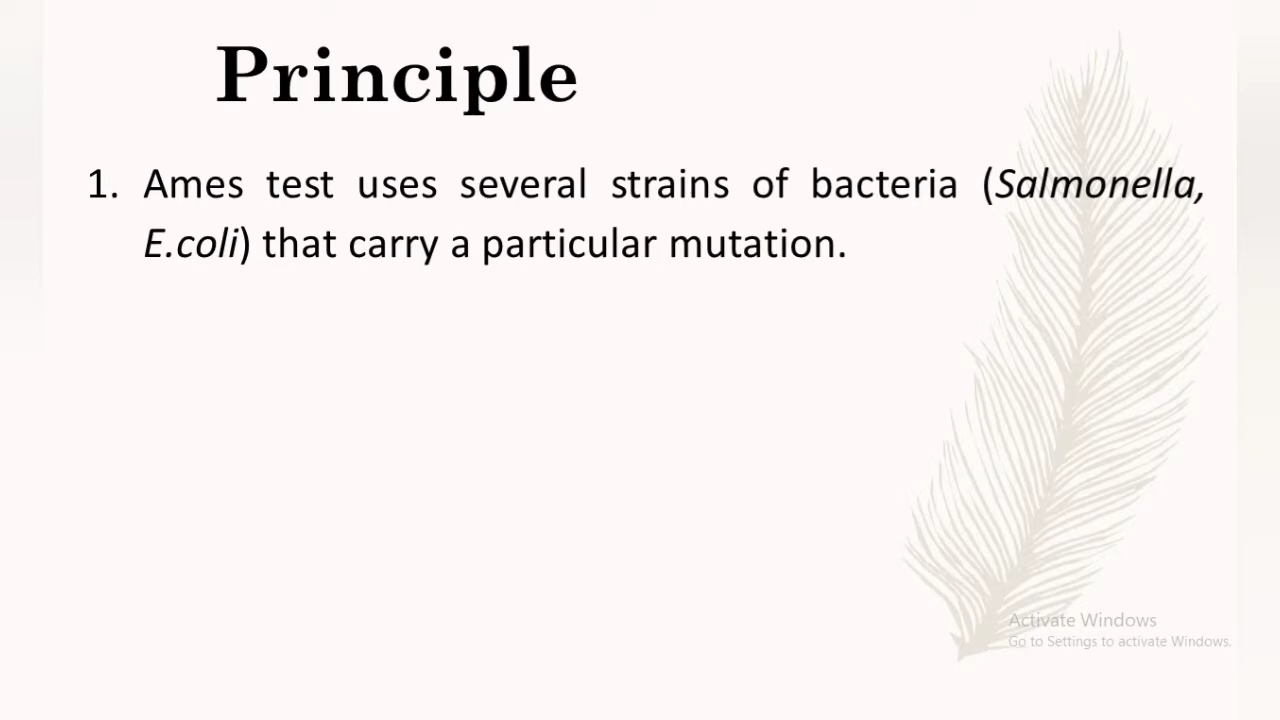 Principle
1. Ames test uses several strains of bacteria (Salmonella,
E.coli) that carry a particular mutation.
Activate Windows
Go to Settings to activate Windows.